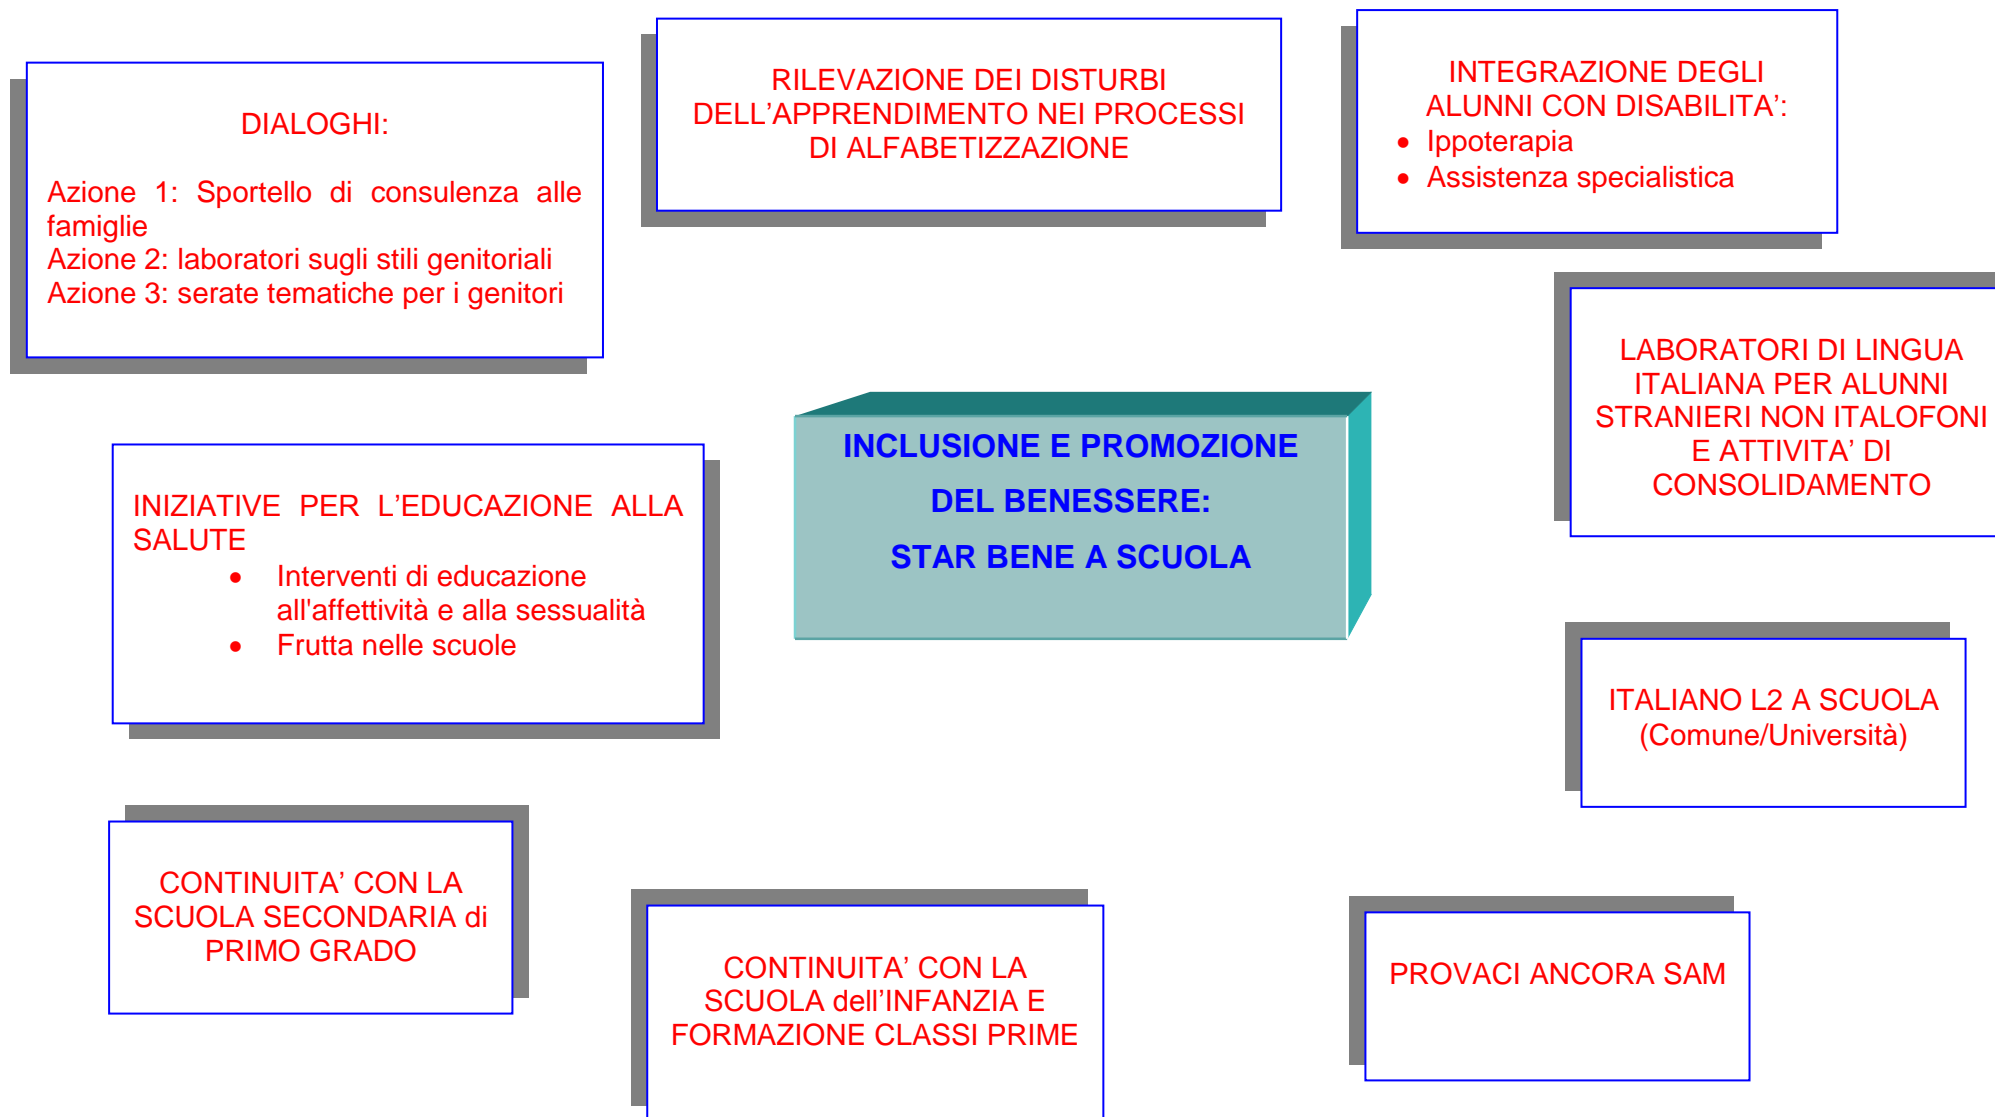 DIALOGHI:
Azione 1: Sportello di consulenza alle
famiglie
Azione 2: laboratori sugli stili genitoriali
Azione 3: serate tematiche per i genitori
RILEVAZIONE DEI DISTURBI
DELL’APPRENDIMENTO NEI PROCESSI
DI ALFABETIZZAZIONE
INTEGRAZIONE DEGLI
ALUNNI CON DISABILITA’:
• Ippoterapia
• Assistenza specialistica
LABORATORI DI LINGUA
ITALIANA PER ALUNNI
STRANIERI NON ITALOFONI
E ATTIVITA’ DI
CONSOLIDAMENTO
INCLUSIONE E PROMOZIONE
DEL BENESSERE:
STAR BENE A SCUOLA
INIZIATIVE PER L’EDUCAZIONE ALLA
SALUTE
• Interventi di educazione
all'affettività e alla sessualità
• Frutta nelle scuole
ITALIANO L2 A SCUOLA
(Comune/Università)
CONTINUITA’ CON LA
SCUOLA SECONDARIA di
PRIMO GRADO
CONTINUITA’ CON LA
SCUOLA dell’INFANZIA E
FORMAZIONE CLASSI PRIME
PROVACI ANCORA SAM